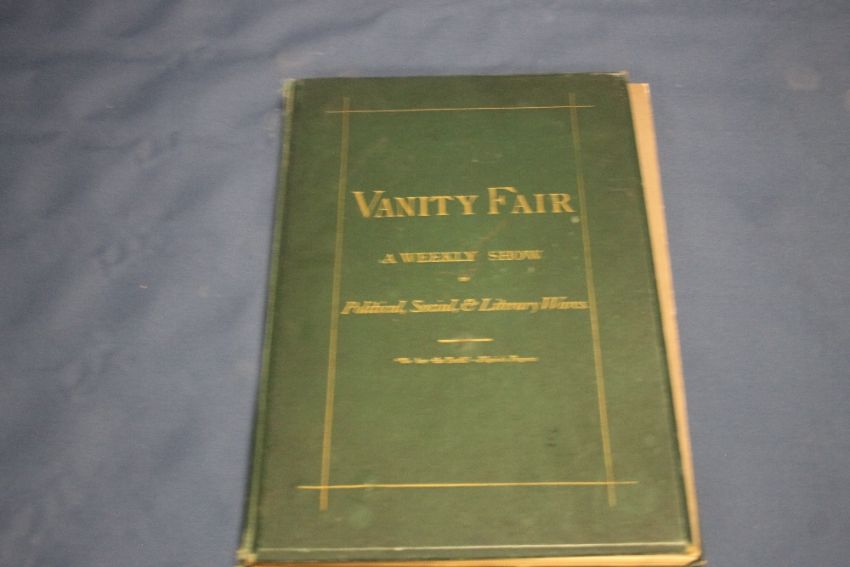 VANITY FAIR
A WEEKLY SHOW
Political, Social, & Literary Wares.